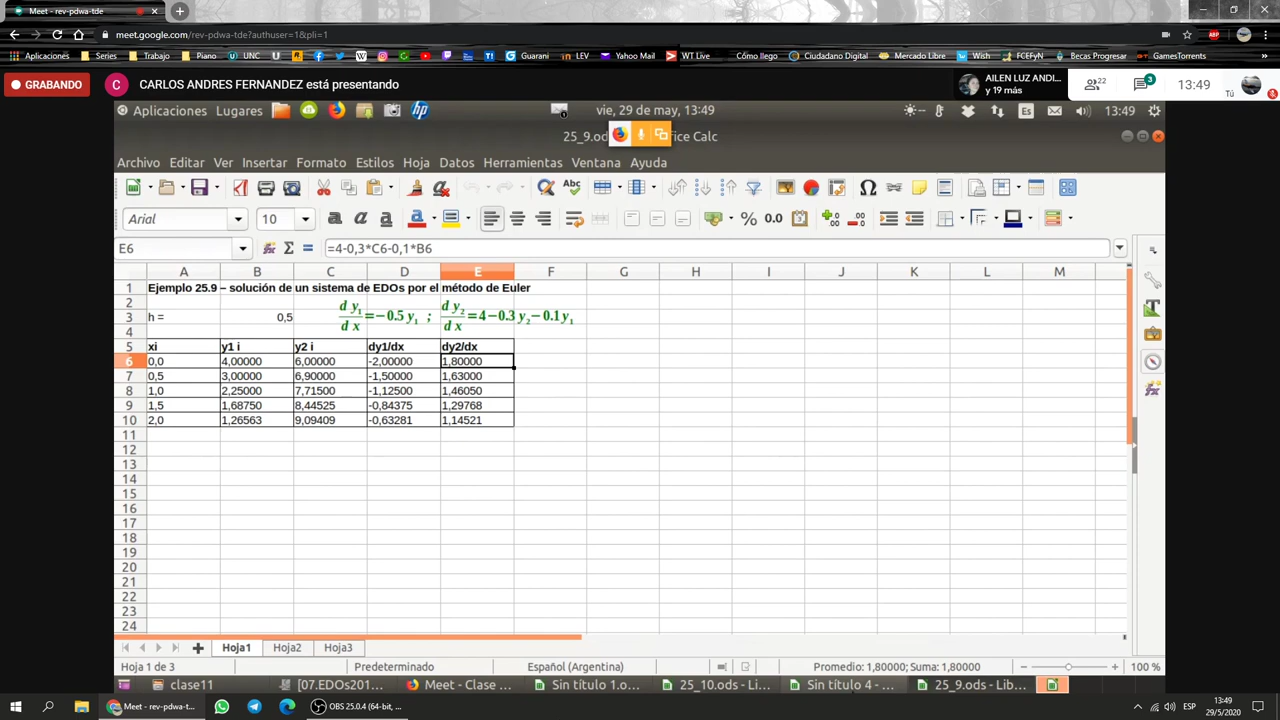 Meet - rev-pdwa-tde
meet.google.com/rev-pdwa-tde?authuser=1&pli=1
Aplicaciones Series Trabajo Piano UNC Guarani LEV Yahoo Mail WT Live Cómo llego Ciudadano Digital Mercado Libre Wish FCEFyN Becas Progresar GamesTorrents »
GRABANDO C CARLOS ANDRES FERNANDEZ está presentando AILEN LUZ ANDI... y 19 más 22 3 13:49 Tú
Aplicaciones Lugares vie, 29 de may, 13:49 Es 13:49
25_9.od fice Calc
Archivo Editar Ver Insertar Formato Estilos Hoja Datos Herramientas Ventana Ayuda
Arial 10 % 0.0
E6 =4-0,3*C6-0,1*B6
A B C D E F G H I J K L M
1 Ejemplo 25.9 – solución de un sistema de EDOs por el método de Euler
2
3 h = 0,5 d y₁/d x = −0.5 y₁ ; d y₂/d x = 4−0.3 y₂−0.1 y₁
4
5 xi y1 i y2 i dy1/dx dy2/dx
6 0,0 4,00000 6,00000 -2,00000 1,80000
7 0,5 3,00000 6,90000 -1,50000 1,63000
8 1,0 2,25000 7,71500 -1,12500 1,46050
9 1,5 1,68750 8,44525 -0,84375 1,29768
10 2,0 1,26563 9,09409 -0,63281 1,14521
11
12
13
14
15
16
17
18
19
20
21
22
23
24
Hoja1 Hoja2 Hoja3
Hoja 1 de 3 Predeterminado Español (Argentina) Promedio: 1,80000; Suma: 1,80000 100 %
clase11 [07.EDOs201... Meet – Clase ... Sin título 1.o... 25_10.ods - Li... Sin título 4 - ... 25_9.ods - Lib...
Meet - rev-pdwa-t... OBS 25.0.4 (64-bit, ... ESP 13:49
29/5/2020